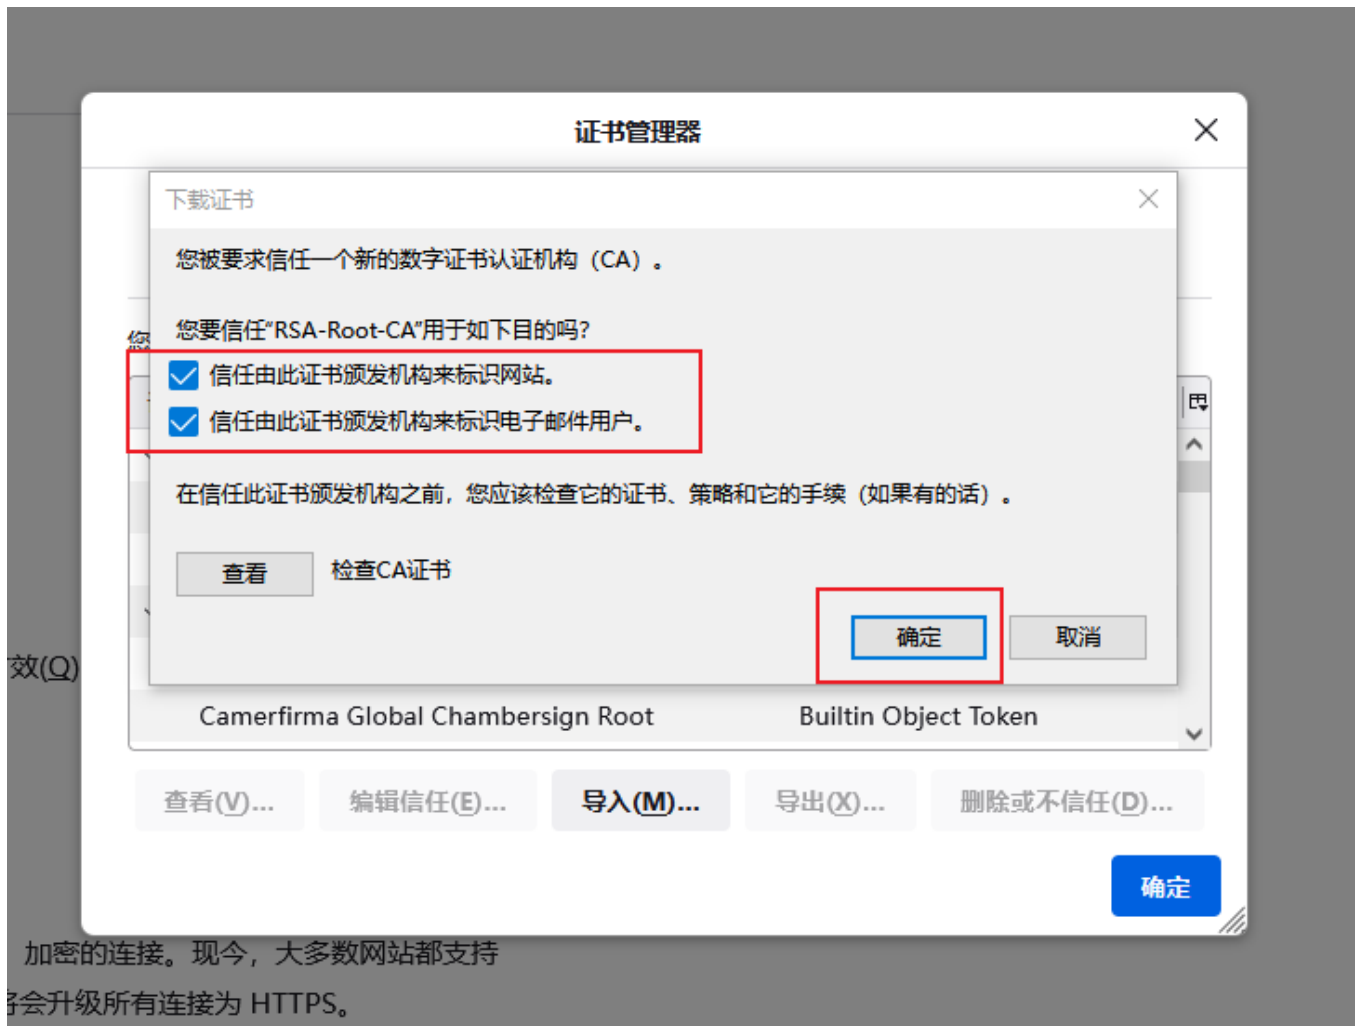 证书管理器
下载证书
您被要求信任一个新的数字证书认证机构（CA）。
您要信任“RSA-Root-CA”用于如下目的吗?
您
信任由此证书颁发机构来标识网站。
信任由此证书颁发机构来标识电子邮件用户。
在信任此证书颁发机构之前，您应该检查它的证书、策略和它的手续（如果有的话）。
查看 检查CA证书
确定 取消
效(Q)
Camerfirma Global Chambersign Root Builtin Object Token
查看(V)... 编辑信任(E)... 导入(M)... 导出(X)... 删除或不信任(D)...
确定
加密的连接。现今，大多数网站都支持
将会升级所有连接为 HTTPS。